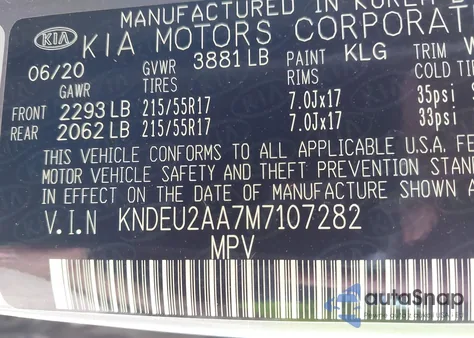 MANUFACTURED IN KOREA
KIA KIA MOTORS CORPORAT
06/20 GVWR 3881 LB PAINT KLG TRIM
GAWR TIRES RIMS COLD TI
FRONT 2293 LB 215/55R17 7.0Jx17 35psi
REAR 2062 LB 215/55R17 7.0Jx17 33psi
THIS VEHICLE CONFORMS TO ALL APPLICABLE U.S.A. FE
MOTOR VEHICLE SAFETY AND THEFT PREVENTION STAN
IN EFFECT ON THE DATE OF MANUFACTURE SHOWN
V.I.N KNDEU2AA7M7107282
MPV
autoSnap